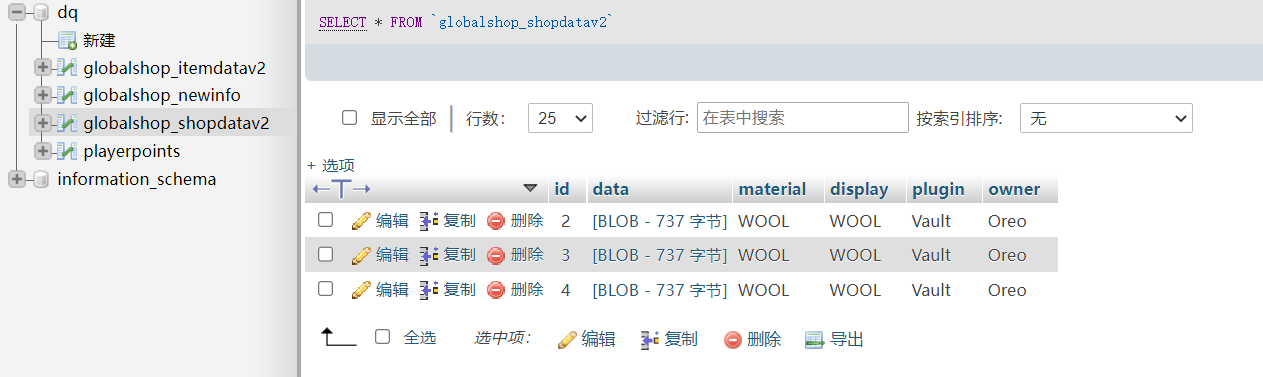 dq
新建
globalshop_itemdatav2
globalshop_newinfo
globalshop_shopdatav2
playerpoints
information_schema
SELECT * FROM `globalshop_shopdatav2`
显示全部 行数： 25 过滤行: 在表中搜索 按索引排序: 无
+ 选项
←T→ id data material display plugin owner
编辑 复制 删除 2 [BLOB - 737 字节] WOOL WOOL Vault Oreo
编辑 复制 删除 3 [BLOB - 737 字节] WOOL WOOL Vault Oreo
编辑 复制 删除 4 [BLOB - 737 字节] WOOL WOOL Vault Oreo
全选 选中项： 编辑 复制 删除 导出